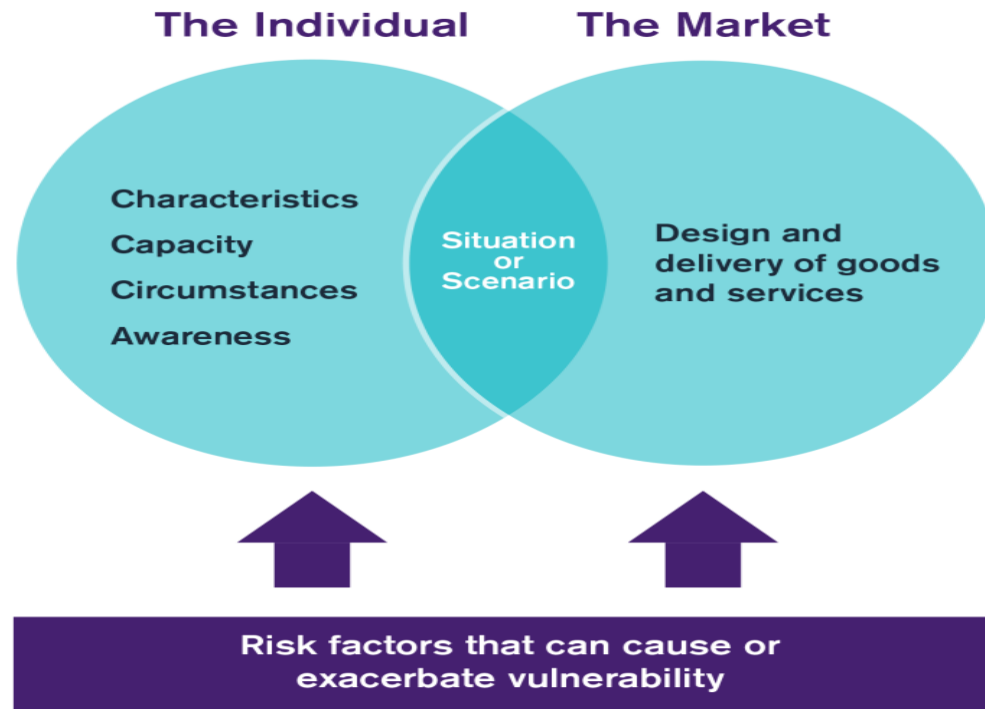 The Individual
The Market
Characteristics
Capacity
Circumstances
Awareness
Situation
or
Scenario
Design and
delivery of goods
and services
Risk factors that can cause or
exacerbate vulnerability